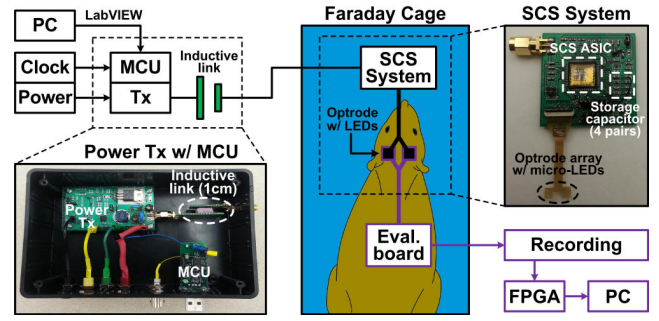 PC
LabVIEW
Clock
Power
MCU
Tx
Inductive
link
Power Tx w/ MCU
Inductive
link (1cm)
Power
Tx
MCU
Faraday Cage
SCS
System
Optrode
w/ LEDs
Eval.
board
SCS System
SCS ASIC
Storage
capacitor
(4 pairs)
Optrode array
w/ micro-LEDs
Recording
FPGA
PC